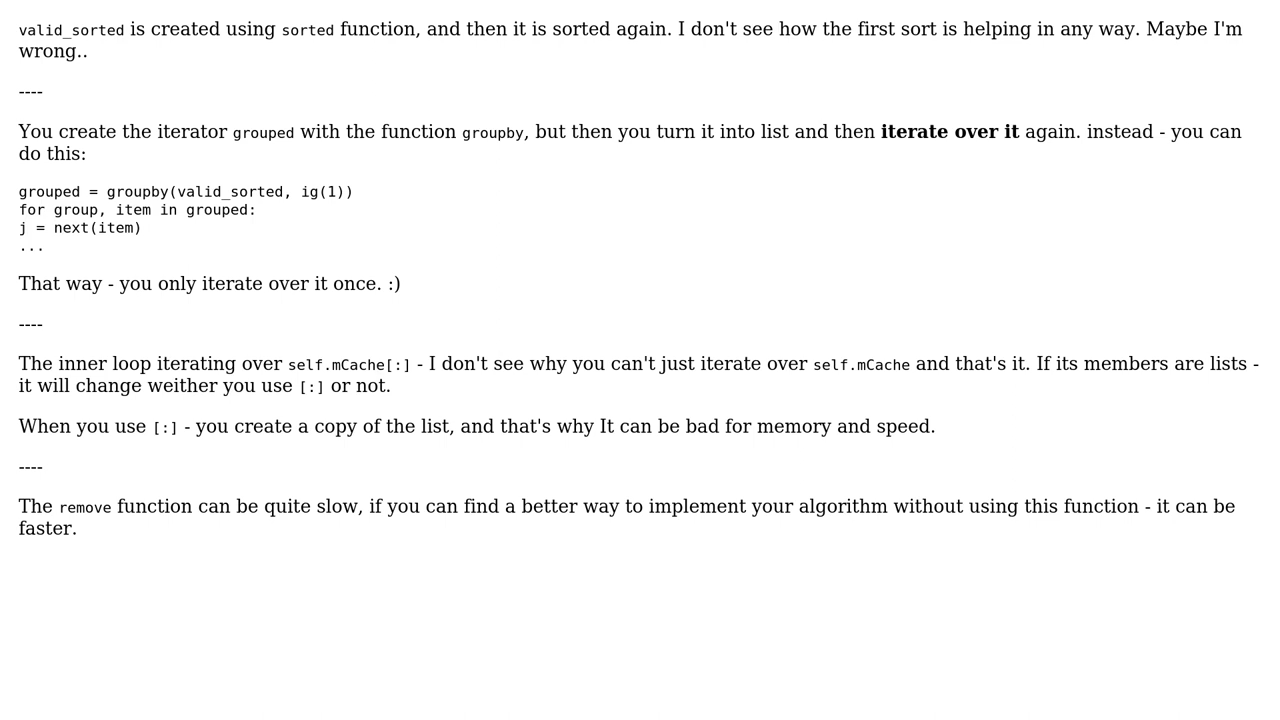 valid_sorted is created using sorted function, and then it is sorted again. I don't see how the first sort is helping in any way. Maybe I'm
wrong..
----
You create the iterator grouped with the function groupby, but then you turn it into list and then iterate over it again. instead - you can
do this:
grouped = groupby(valid_sorted, ig(1))
for group, item in grouped:
j = next(item)
...
That way - you only iterate over it once. :)
----
The inner loop iterating over self.mCache[:] - I don't see why you can't just iterate over self.mCache and that's it. If its members are lists -
it will change weither you use [:] or not.
When you use [:] - you create a copy of the list, and that's why It can be bad for memory and speed.
----
The remove function can be quite slow, if you can find a better way to implement your algorithm without using this function - it can be
faster.